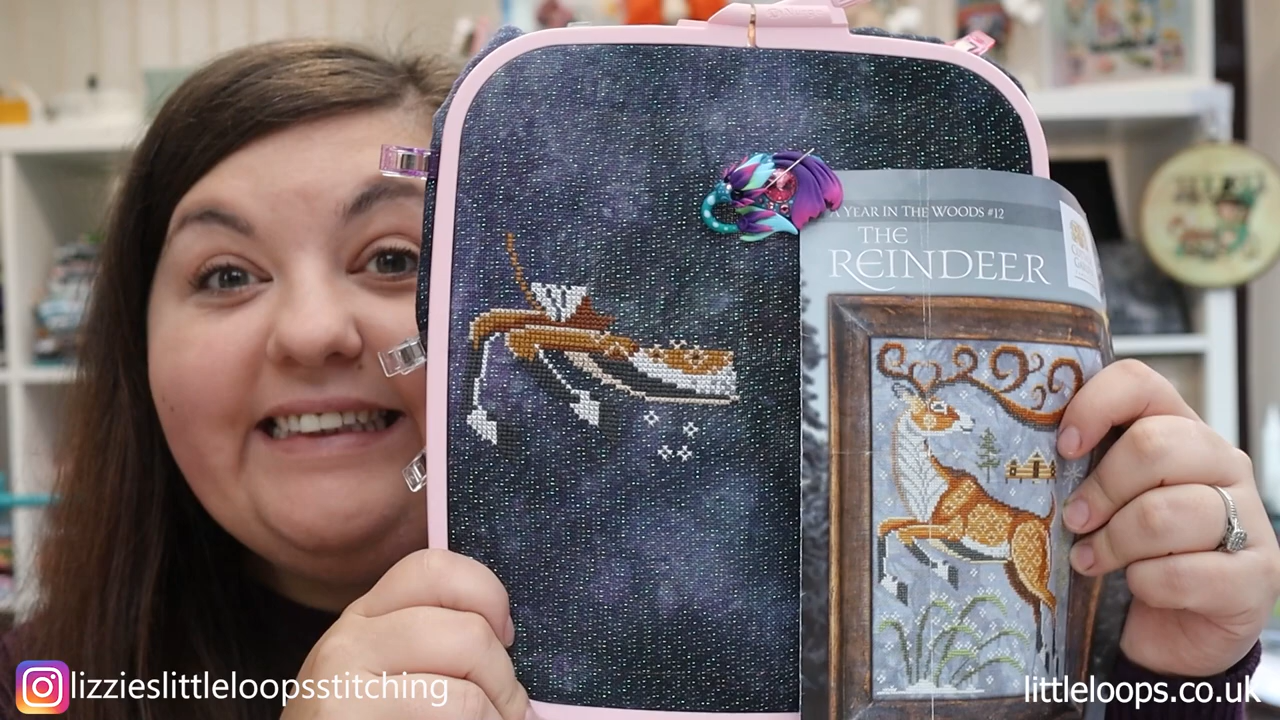 A YEAR IN THE WOODS #12
THE
REINDEER
lizzieslittleloopsstitching
littleloops.co.uk